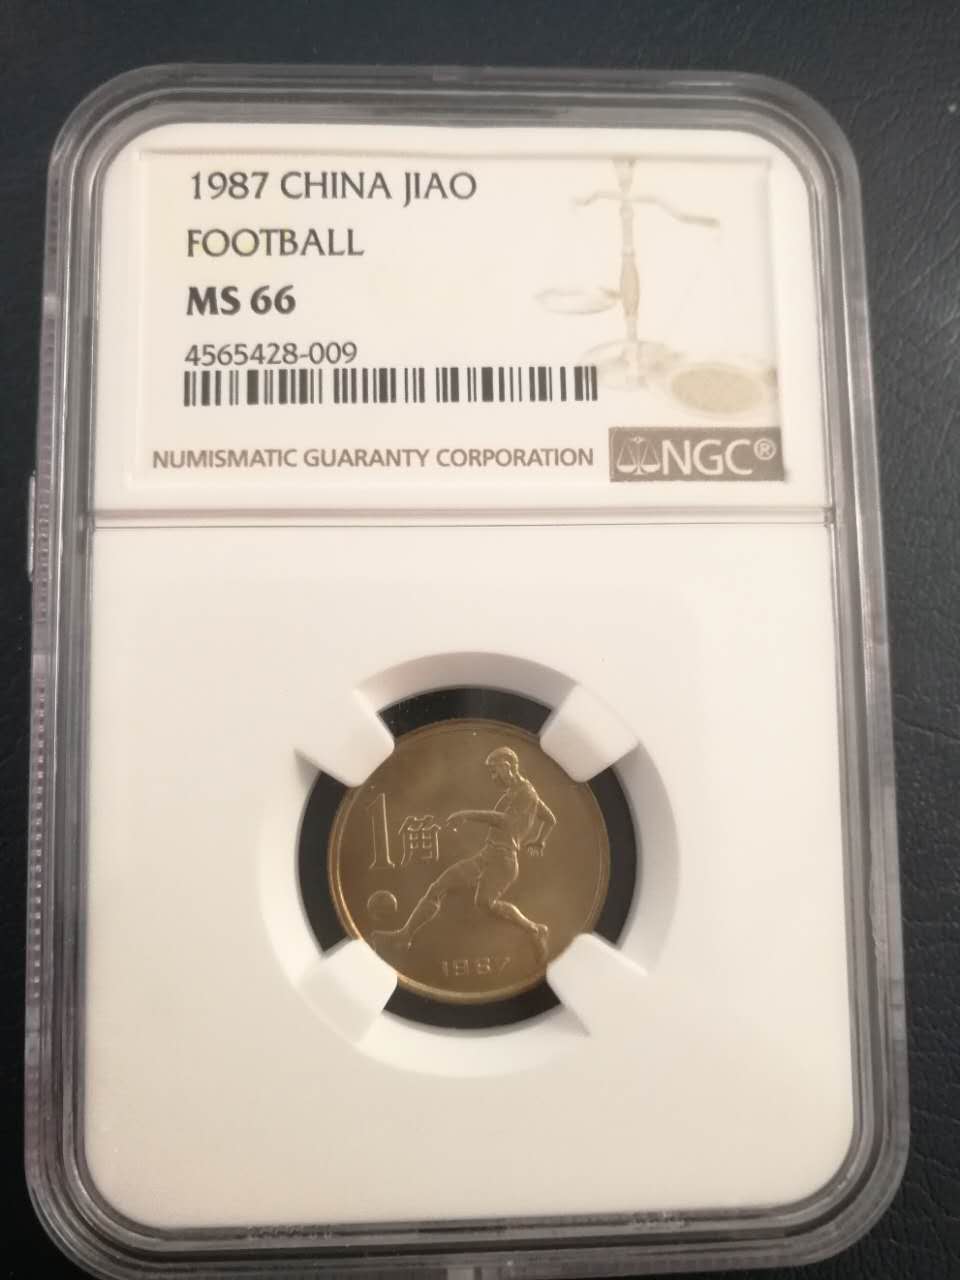 1987 CHINA JIAO
FOOTBALL
MS 66
4565428-009
NUMISMATIC GUARANTY CORPORATION NGC®
1角
1987